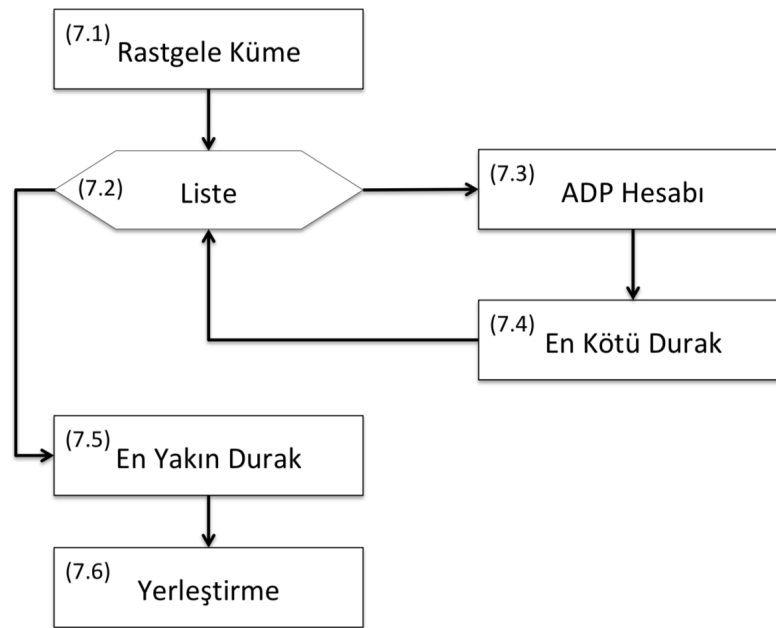 (7.1)
Rastgele Küme
(7.2)
Liste
(7.3)
ADP Hesabı
(7.4)
En Kötü Durak
(7.5)
En Yakın Durak
(7.6)
Yerleştirme